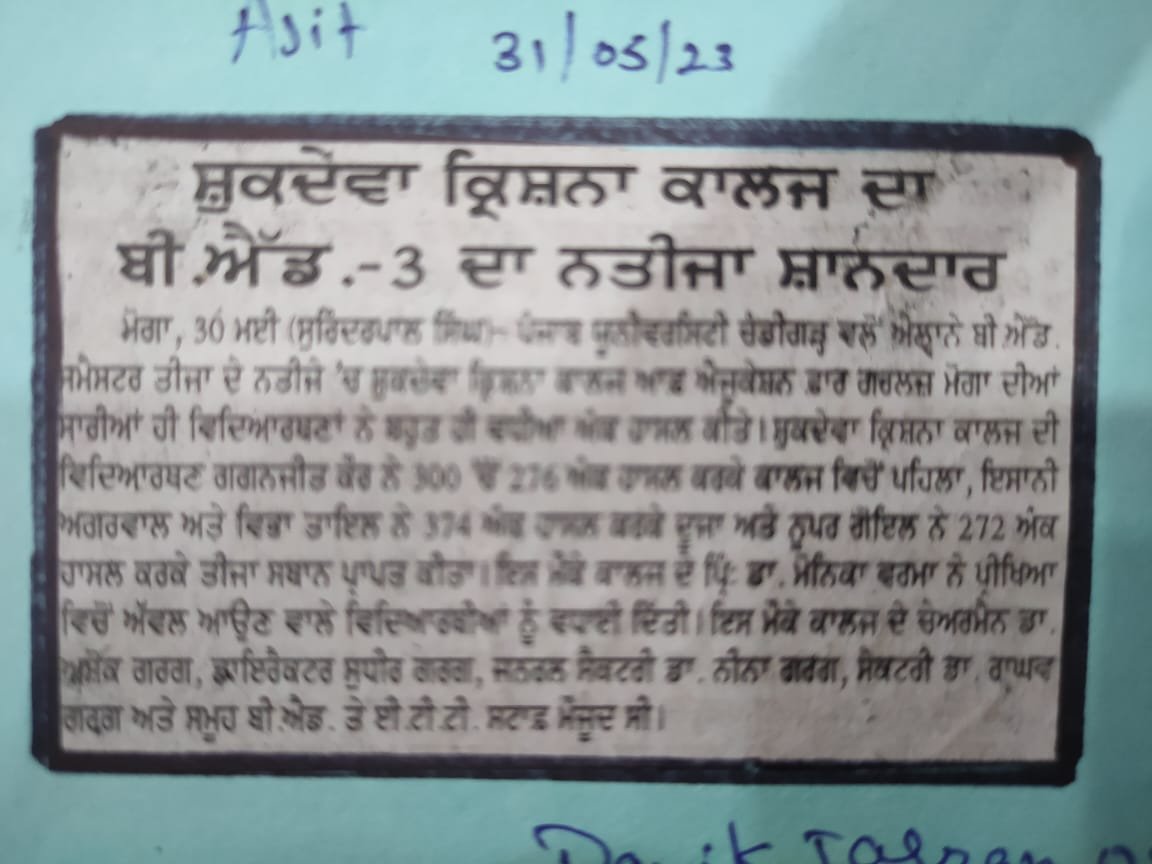 Ajit 31/05/23
ਸ਼ੁਕਦੇਵਾ ਕ੍ਰਿਸ਼ਨਾ ਕਾਲਜ ਦਾ
ਬੀ.ਐੱਡ.-3 ਦਾ ਨਤੀਜਾ ਸ਼ਾਨਦਾਰ
ਮੋਗਾ, 30 ਮਈ (ਸੁਰਿੰਦਰਪਾਲ ਸਿੰਘ)- ਪੰਜਾਬ ਯੂਨੀਵਰਸਿਟੀ ਚੰਡੀਗੜ੍ਹ ਵਲੋਂ ਐਲਾਨੇ ਬੀ.ਐੱਡ.
ਸਮੈਸਟਰ ਤੀਜਾ ਦੇ ਨਤੀਜੇ 'ਚ ਸ਼ੁਕਦੇਵਾ ਕ੍ਰਿਸ਼ਨਾ ਕਾਲਜ ਆਫ ਐਜੂਕੇਸ਼ਨ ਫਾਰ ਗਰਲਜ਼ ਮੋਗਾ ਦੀਆਂ
ਸਾਰੀਆਂ ਹੀ ਵਿਦਿਆਰਥਣਾਂ ਨੇ ਬਹੁਤ ਹੀ ਵਧੀਆ ਅੰਕ ਹਾਸਲ ਕੀਤੇ। ਸ਼ੁਕਦੇਵਾ ਕ੍ਰਿਸ਼ਨਾ ਕਾਲਜ ਦੀ
ਵਿਦਿਆਰਥਣ ਗਗਨਜੀਤ ਕੌਰ ਨੇ 300 'ਚੋਂ 276 ਅੰਕ ਹਾਸਲ ਕਰਕੇ ਕਾਲਜ ਵਿਚੋਂ ਪਹਿਲਾ, ਇਸਾਨੀ
ਅਗਰਵਾਲ ਅਤੇ ਵਿਭਾ ਤਾਇਲ ਨੇ 374 ਅੰਕ ਹਾਸਲ ਕਰਕੇ ਦੂਜਾ ਅਤੇ ਨੂਪਰ ਗੋਇਲ ਨੇ 272 ਅੰਕ
ਹਾਸਲ ਕਰਕੇ ਤੀਜਾ ਸਥਾਨ ਪ੍ਰਾਪਤ ਕੀਤਾ। ਇਸ ਮੌਕੇ ਕਾਲਜ ਦੇ ਪ੍ਰਿੰ: ਡਾ. ਮੋਨਿਕਾ ਵਰਮਾ ਨੇ ਪ੍ਰੀਖਿਆ
ਵਿਚੋਂ ਅੱਵਲ ਆਉਣ ਵਾਲੇ ਵਿਦਿਆਰਥੀਆਂ ਨੂੰ ਵਧਾਈ ਦਿੱਤੀ। ਇਸ ਮੌਕੇ ਕਾਲਜ ਦੇ ਚੇਅਰਮੈਨ ਡਾ.
ਅਸ਼ੋਕ ਗਰਗ, ਡਾਇਰੈਕਟਰ ਸੁਧੀਰ ਗਰਗ, ਜਨਰਲ ਸੈਕਟਰੀ ਡਾ. ਨੀਨਾ ਗਰਗ, ਸੈਕਟਰੀ ਡਾ. ਰਾਘਵ
ਗਰਗ ਅਤੇ ਸਮੂਹ ਬੀ.ਐਡ. ਤੇ ਈ.ਟੀ.ਟੀ. ਸਟਾਫ਼ ਮੌਜੂਦ ਸੀ।